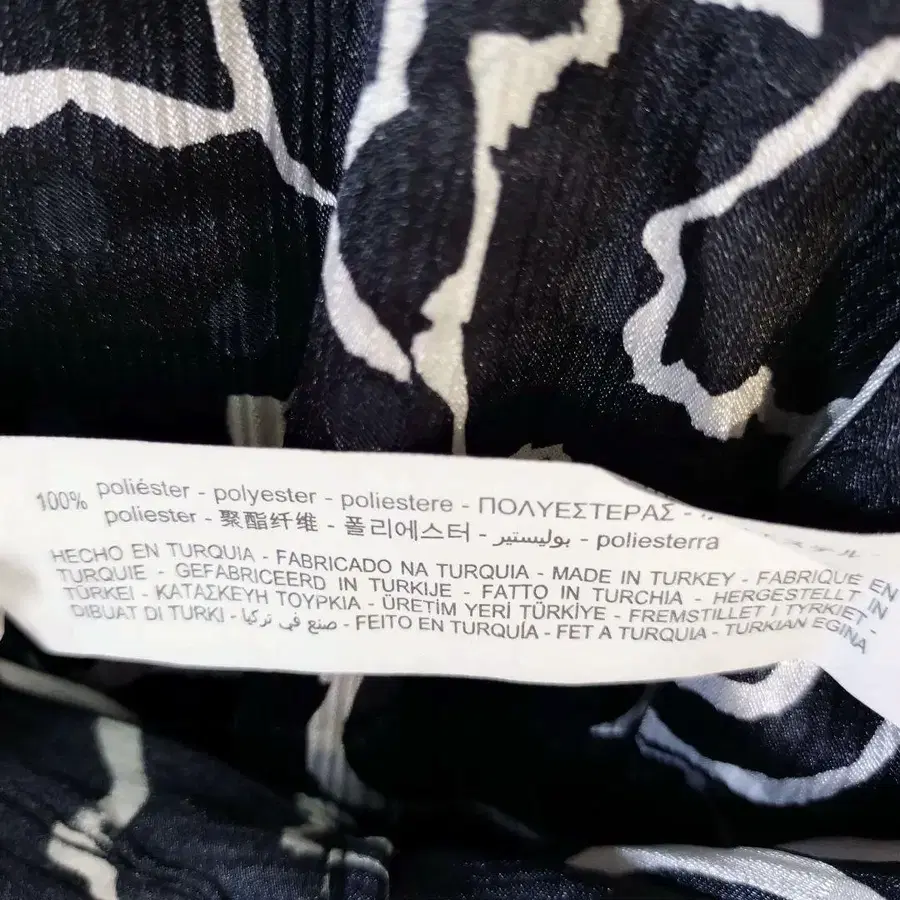 100% poliéster - polyester - poliestere - ΠΟΛΥΕΣΤΕΡΑΣ -
poliester - 聚酯纤维 - 폴리에스터 - بوليستير - poliesterra
HECHO EN TURQUIA - FABRICADO NA TURQUIA - MADE IN TURKEY - FABRIQUÉ EN
TURQUIE - GEFABRICEERD IN TURKIJE - FATTO IN TURCHIA - HERGESTELLT IN
TÜRKEI - ΚΑΤΑΣΚΕΥΗ ΤΟΥΡΚΙΑ - ÜRETİM YERİ TÜRKİYE - FREMSTILLET I TYRKIET -
DIBUAT DI TURKI - صنع في تركيا - FEITO EN TURQUÍA - FET A TURQUIA - TURKIAN EGINA